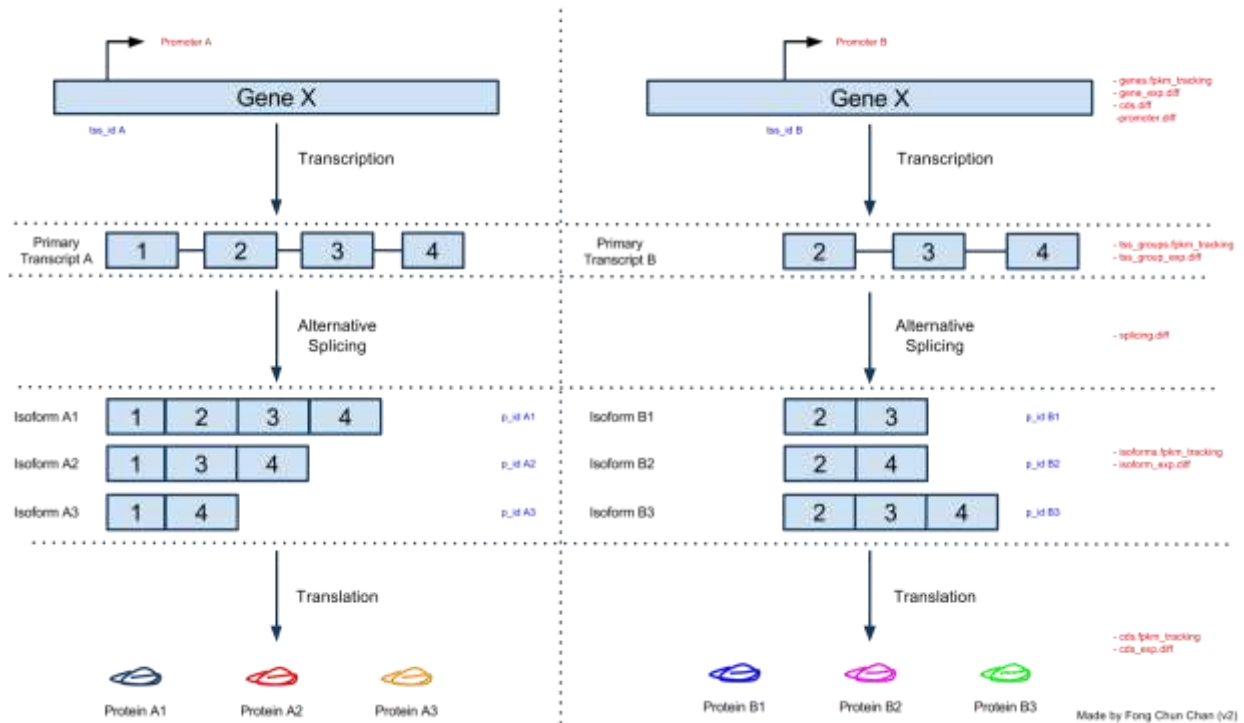 Promoter A
Promoter B
Gene X
Gene X
- genes.fpkm_tracking
- gene_exp.diff
- cds.diff
-promoter.diff
tss_id A
tss_id B
Transcription
Transcription
Primary
Transcript A
1
2
3
4
Primary
Transcript B
2
3
4
- tss_groups.fpkm_tracking
- tss_group_exp.diff
Alternative
Splicing
Alternative
Splicing
- splicing.diff
Isoform A1
1
2
3
4
p_id A1
Isoform B1
2
3
p_id B1
Isoform A2
1
3
4
p_id A2
Isoform B2
2
4
p_id B2
- isoforms.fpkm_tracking
- isoform_exp.diff
Isoform A3
1
4
p_id A3
Isoform B3
2
3
4
p_id B3
Translation
Translation
- cds.fpkm_tracking
- cds_exp.diff
Protein A1
Protein A2
Protein A3
Protein B1
Protein B2
Protein B3
Made by Fong Chun Chan (v2)